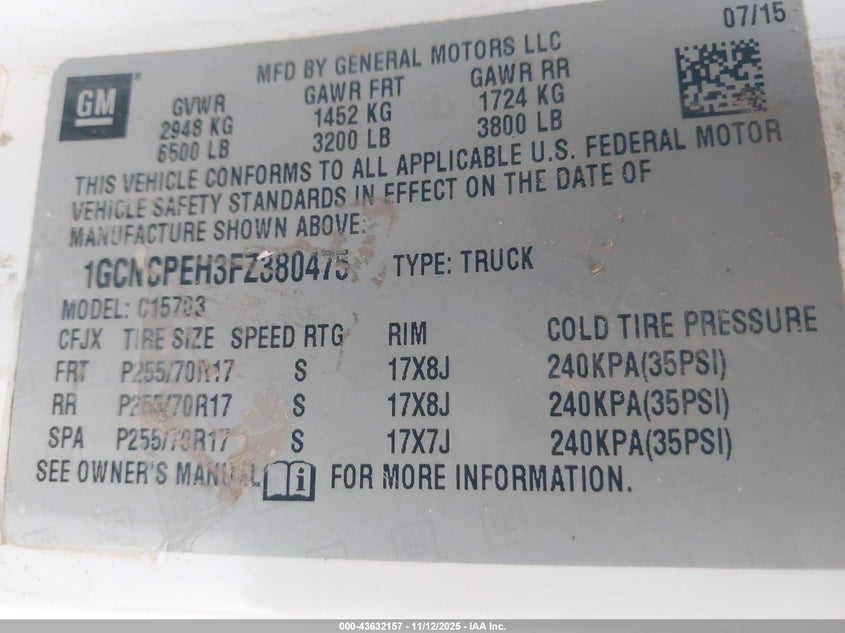 07/15
GM
MFD BY GENERAL MOTORS LLC
GVWR GAWR FRT GAWR RR
2948 KG 1452 KG 1724 KG
6500 LB 3200 LB 3800 LB
THIS VEHICLE CONFORMS TO ALL APPLICABLE U.S. FEDERAL MOTOR
VEHICLE SAFETY STANDARDS IN EFFECT ON THE DATE OF
MANUFACTURE SHOWN ABOVE:
1GCNCPEH3FZ380475 TYPE: TRUCK
MODEL: C15703
CFJX TIRE SIZE SPEED RTG RIM COLD TIRE PRESSURE
FRT P255/70R17 S 17X8J 240KPA(35PSI)
RR P255/70R17 S 17X8J 240KPA(35PSI)
SPA P255/70R17 S 17X7J 240KPA(35PSI)
SEE OWNER'S MANUAL FOR MORE INFORMATION.
000-43632157 - 11/12/2025 - IAA Inc.